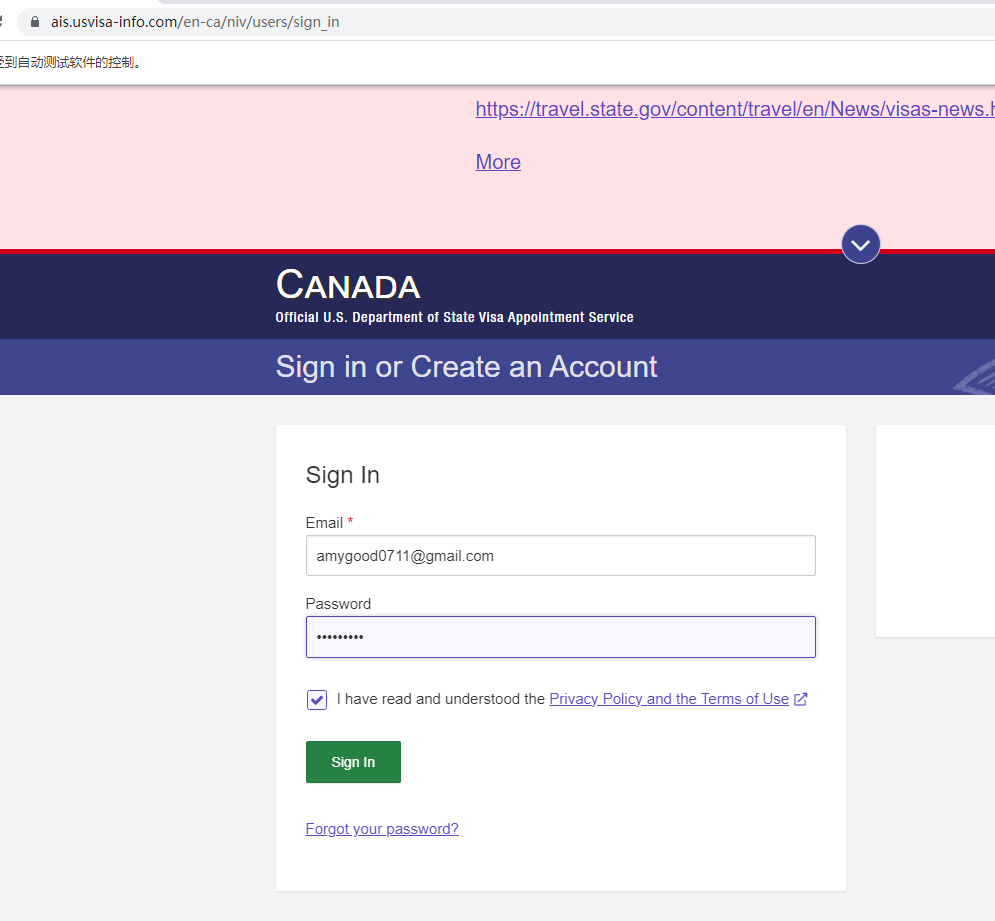 ais.usvisa-info.com/en-ca/niv/users/sign_in
受到自动测试软件的控制。
https://travel.state.gov/content/travel/en/News/visas-news.h
More
CANADA
Official U.S. Department of State Visa Appointment Service
Sign in or Create an Account
Sign In
Email *
amygood0711@gmail.com
Password
•••••••••
I have read and understood the Privacy Policy and the Terms of Use
Sign In
Forgot your password?